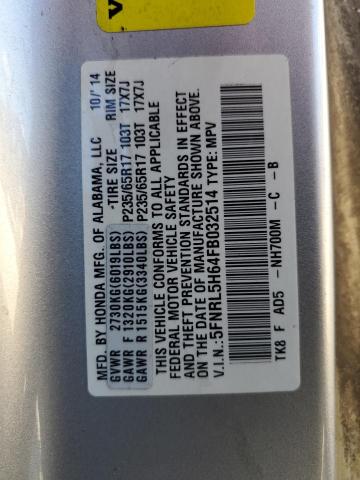 MFD. BY HONDA MFG. OF ALABAMA, LLC 10/'14
-TIRE SIZE RIM SIZE
GVWR 2730KG(6019LBS)
GAWR F 1320KG(2910LBS) P235/65R17 103T 17X7J
GAWR R 1515KG(3340LBS) P235/65R17 103T 17X7J
THIS VEHICLE CONFORMS TO ALL APPLICABLE
FEDERAL MOTOR VEHICLE SAFETY
AND THEFT PREVENTION STANDARDS IN EFFECT
ON THE DATE OF MANUFACTURE SHOWN ABOVE.
V.I.N.:5FNRL5H64FB032514 TYPE: MPV
TK8 F AD5 -NH700M - C - B